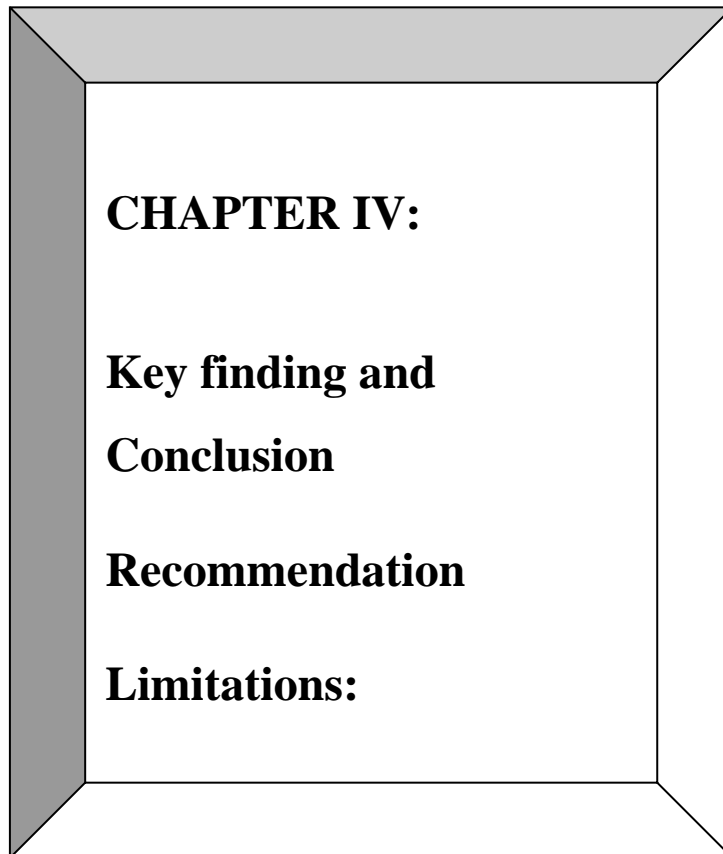 CHAPTER IV:
Key finding and
Conclusion
Recommendation
Limitations: